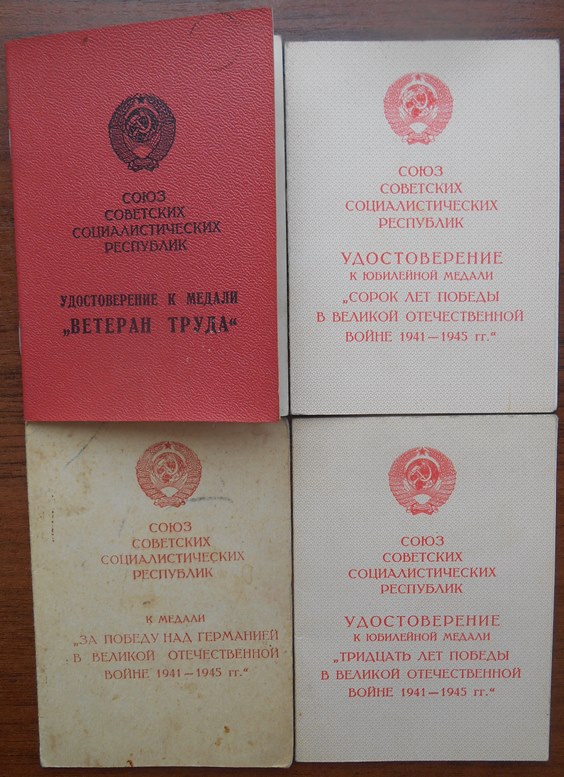 СОЮЗ
СОВЕТСКИХ
СОЦИАЛИСТИЧЕСКИХ
РЕСПУБЛИК
УДОСТОВЕРЕНИЕ К МЕДАЛИ
„ВЕТЕРАН ТРУДА“
СОЮЗ
СОВЕТСКИХ
СОЦИАЛИСТИЧЕСКИХ
РЕСПУБЛИК
УДОСТОВЕРЕНИЕ
К ЮБИЛЕЙНОЙ МЕДАЛИ
„СОРОК ЛЕТ ПОБЕДЫ
В ВЕЛИКОЙ ОТЕЧЕСТВЕННОЙ
ВОЙНЕ 1941—1945 гг.“
СОЮЗ
СОВЕТСКИХ
СОЦИАЛИСТИЧЕСКИХ
РЕСПУБЛИК
К МЕДАЛИ
„ЗА ПОБЕДУ НАД ГЕРМАНИЕЙ
В ВЕЛИКОЙ ОТЕЧЕСТВЕННОЙ
ВОЙНЕ 1941—1945 гг.“
СОЮЗ
СОВЕТСКИХ
СОЦИАЛИСТИЧЕСКИХ
РЕСПУБЛИК
УДОСТОВЕРЕНИЕ
К ЮБИЛЕЙНОЙ МЕДАЛИ
„ТРИДЦАТЬ ЛЕТ ПОБЕДЫ
В ВЕЛИКОЙ ОТЕЧЕСТВЕННОЙ
ВОЙНЕ 1941—1945 гг.“